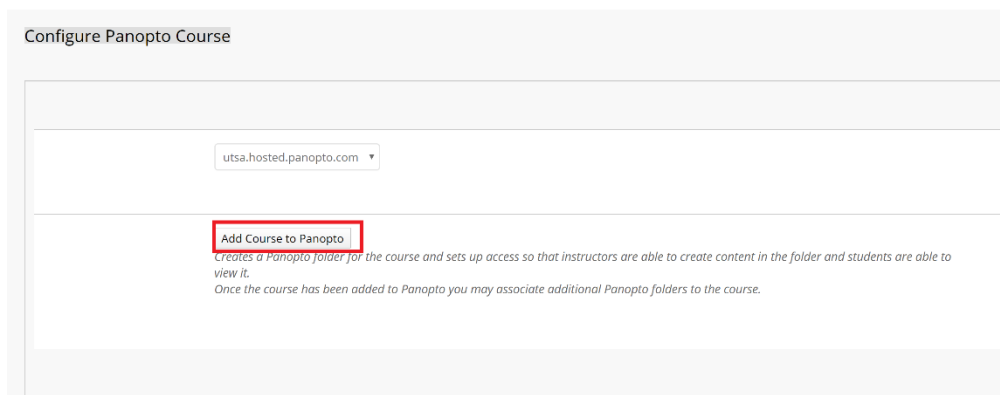 Configure Panopto Course
utsa.hosted.panopto.com
Add Course to Panopto
Creates a Panopto folder for the course and sets up access so that instructors are able to create content in the folder and students are able to
view it.
Once the course has been added to Panopto you may associate additional Panopto folders to the course.